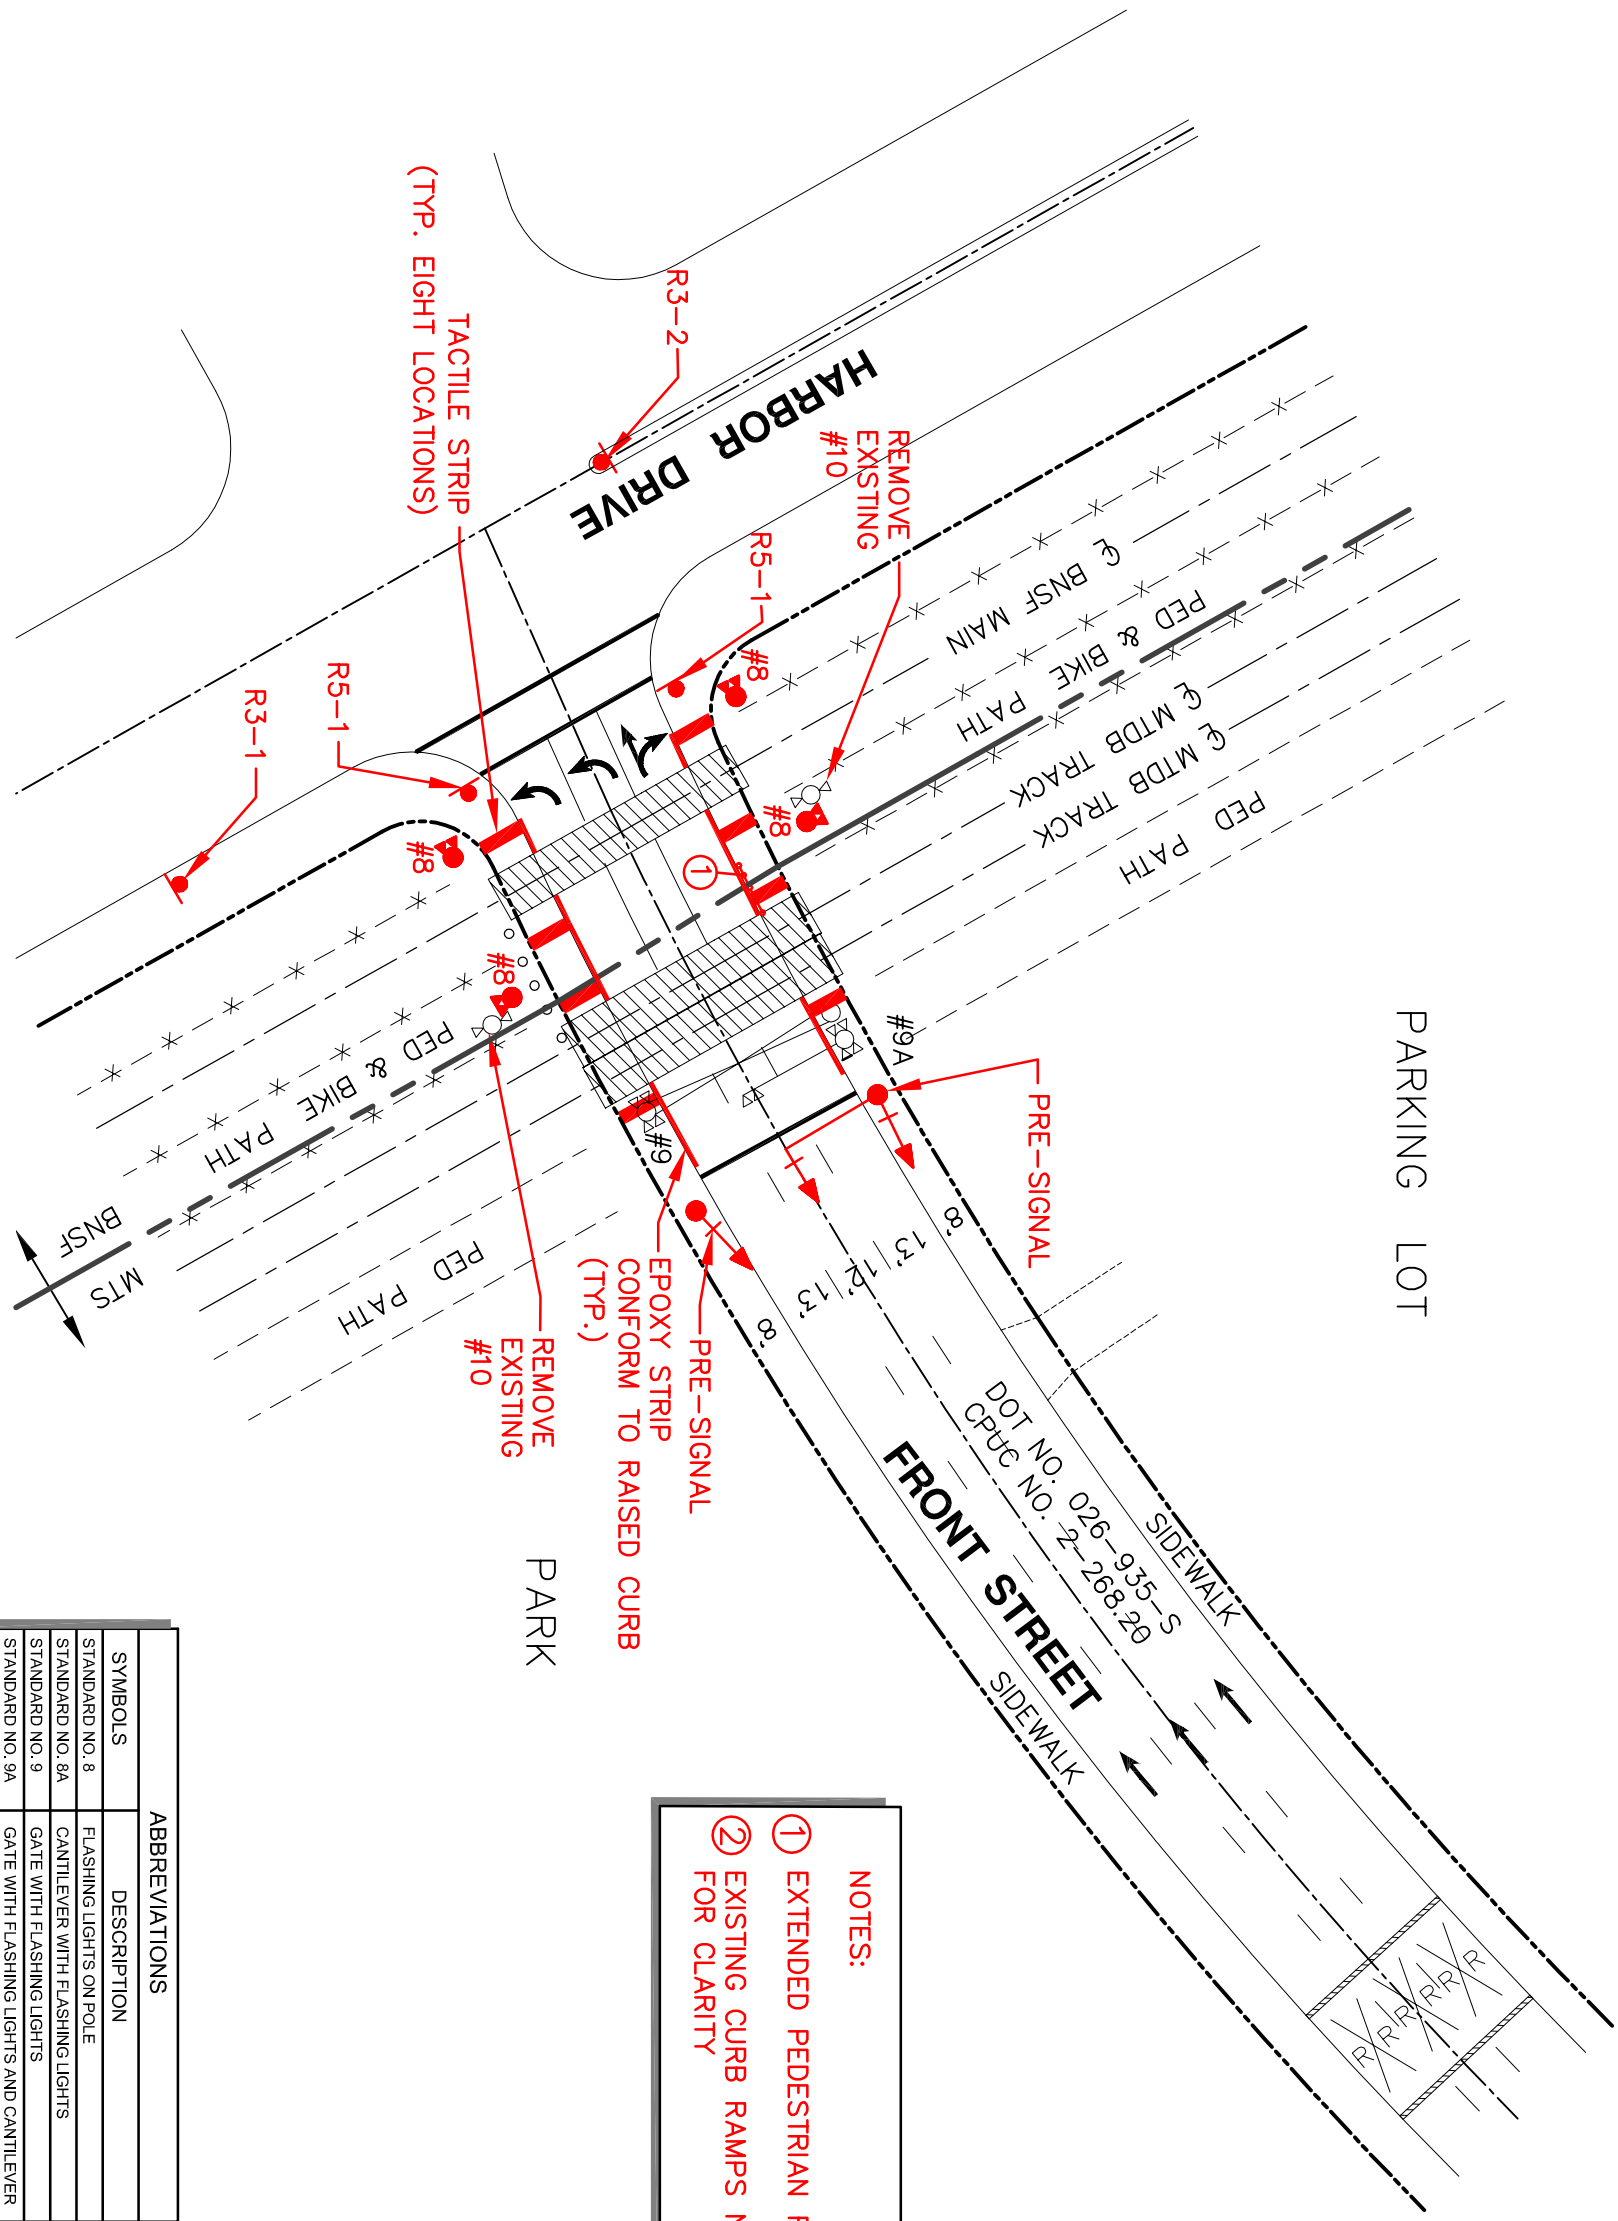 PARKING LOT
HARBOR DRIVE
R3-2
TACTILE STRIP
(TYP. EIGHT LOCATIONS)
REMOVE
EXISTING
#10
R5-1
#8
#8
1
℄ BNSF MAIN
PED & BIKE PATH
℄ MTDB TRACK
℄ MTDB TRACK
PED PATH
R5-1
R3-1
#8
#8
#9A
PRE-SIGNAL
#9
8'
13'
12'
13'
8'
PED & BIKE PATH
PED PATH
BNSF
MTS
PRE-SIGNAL
EPOXY STRIP
CONFORM TO RAISED CURB
(TYP.)
REMOVE
EXISTING
#10
DOT NO. 026-935-S
CPUC NO. 2-268.20
FRONT STREET
SIDEWALK
SIDEWALK
PARK
R R
R R
R R
NOTES:
1 EXTENDED PEDESTRIAN
2 EXISTING CURB RAMPS
FOR CLARITY
ABBREVIATIONS
SYMBOLS DESCRIPTION
STANDARD NO. 8 FLASHING LIGHTS ON POLE
STANDARD NO. 8A CANTILEVER WITH FLASHING LIGHTS
STANDARD NO. 9 GATE WITH FLASHING LIGHTS
STANDARD NO. 9A GATE WITH FLASHING LIGHTS AND CANTILEVER